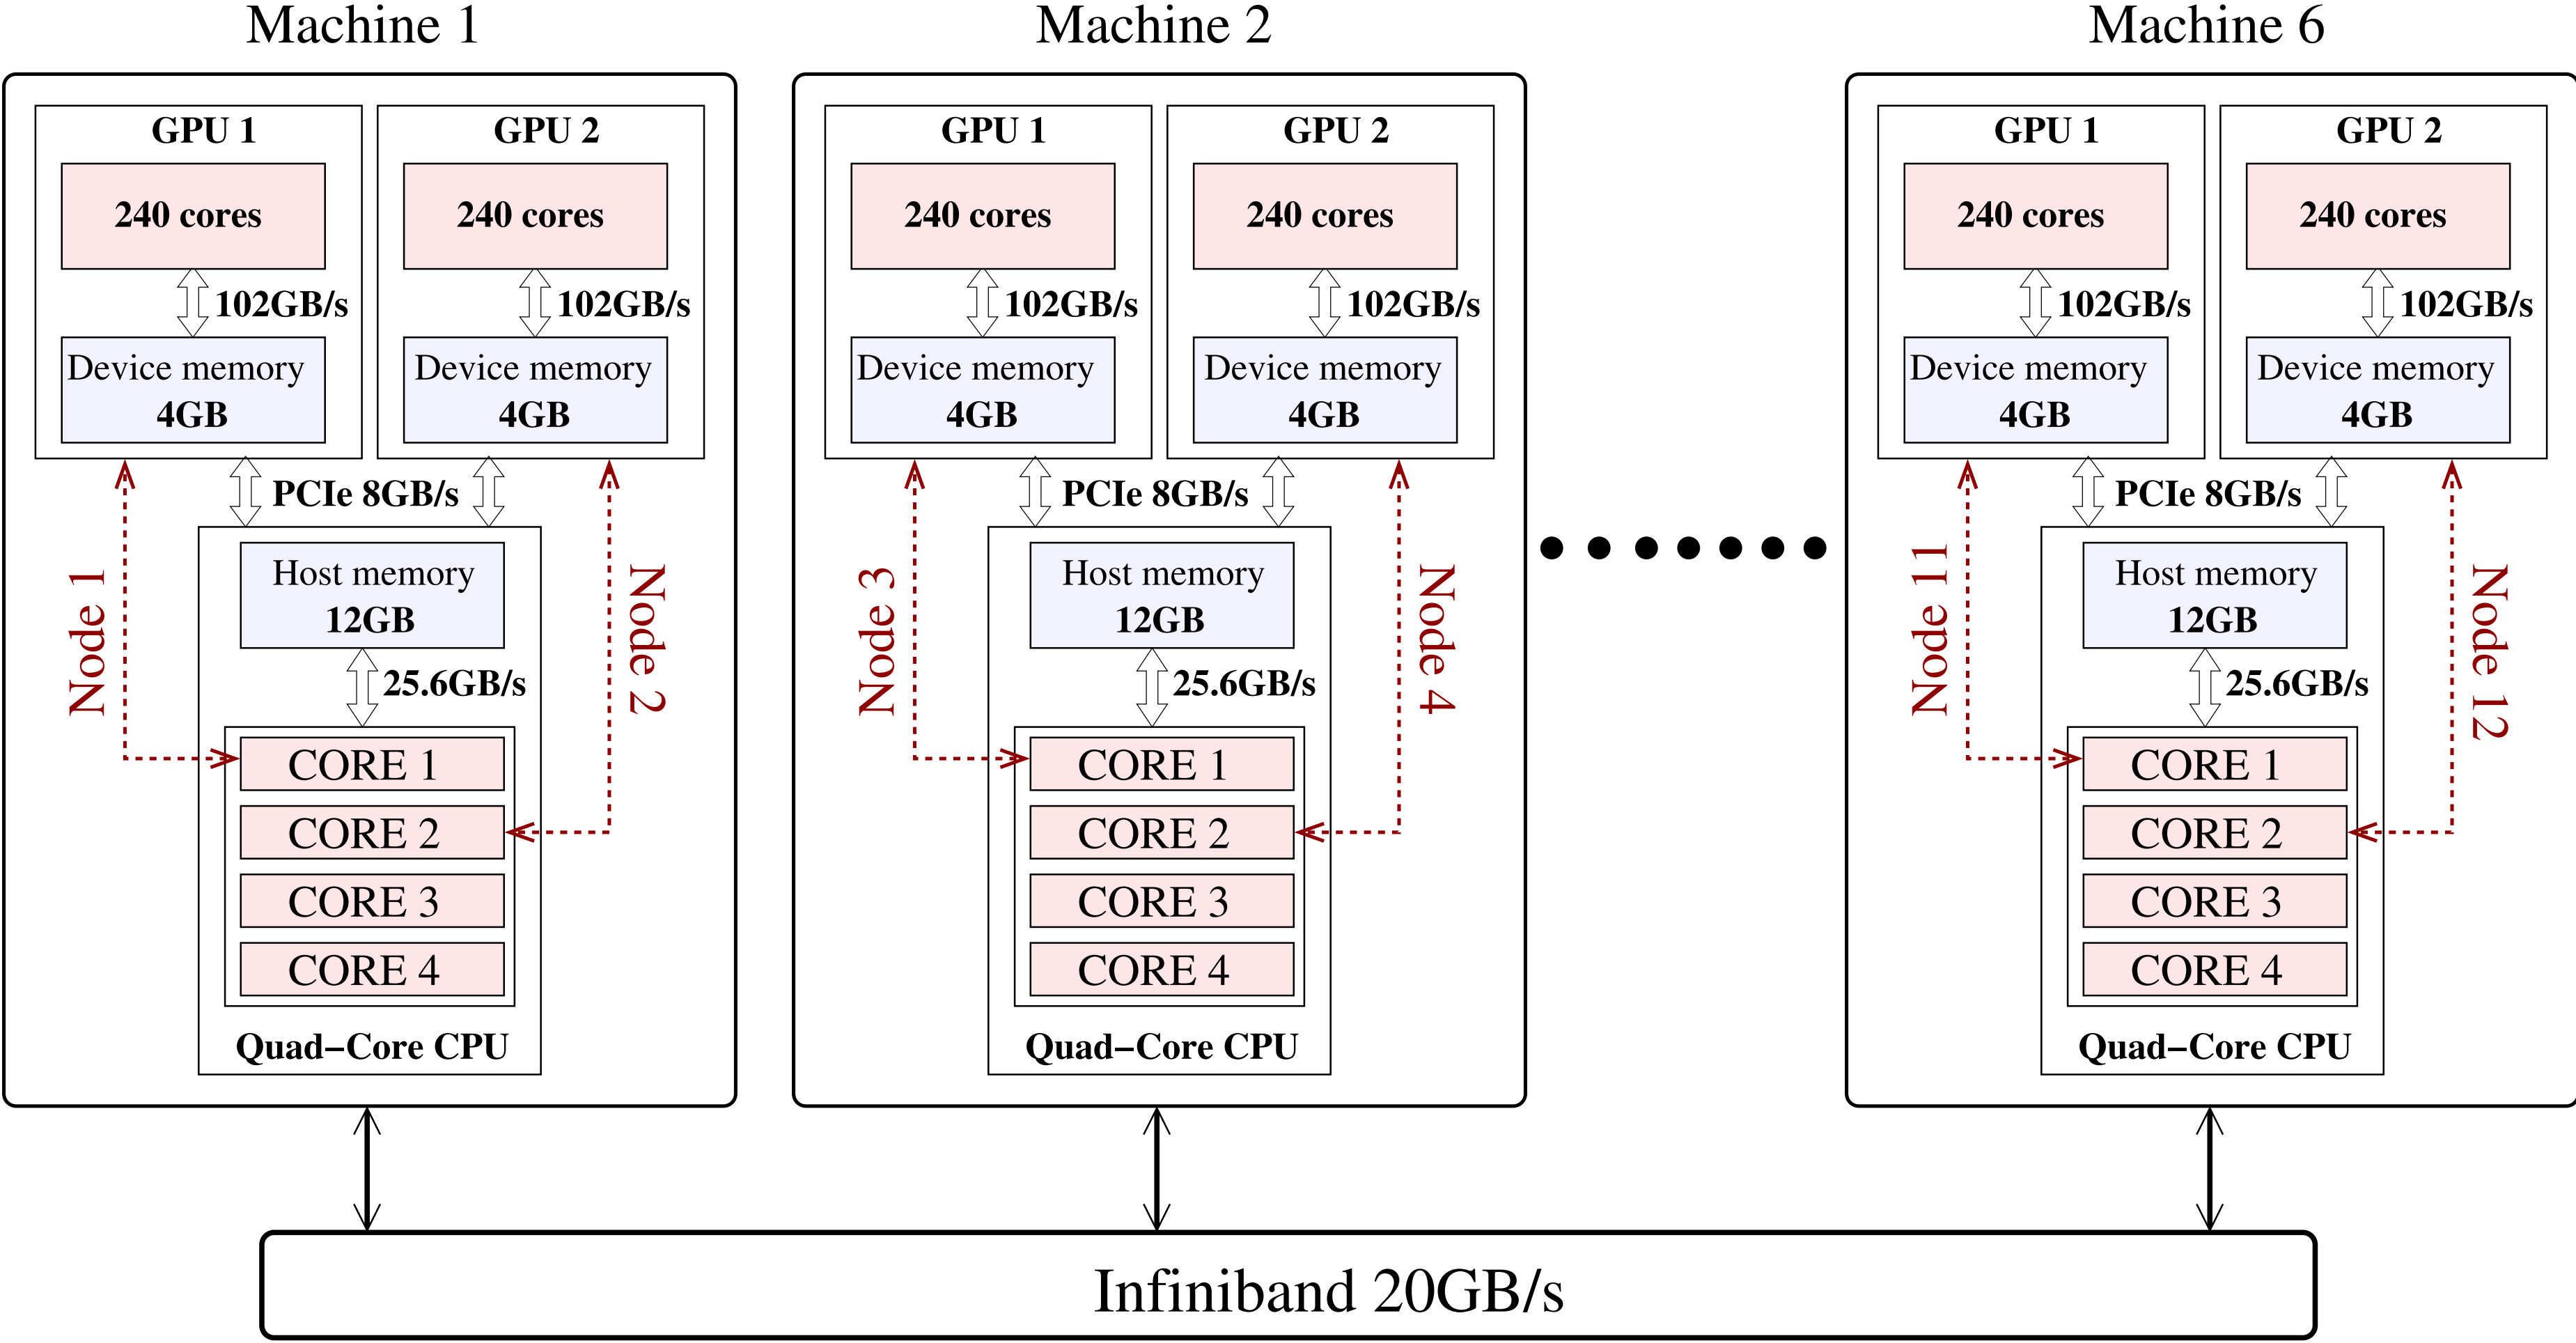 Machine 1
Machine 2
Machine 6
GPU 1
GPU 2
GPU 1
GPU 2
GPU 1
GPU 2
240 cores
240 cores
240 cores
240 cores
240 cores
240 cores
102GB/s
102GB/s
102GB/s
102GB/s
102GB/s
102GB/s
Device memory
4GB
Device memory
4GB
Device memory
4GB
Device memory
4GB
Device memory
4GB
Device memory
4GB
PCIe 8GB/s
PCIe 8GB/s
PCIe 8GB/s
Node 1
Host memory
12GB
Node 2
Node 3
Host memory
12GB
Node 4
Node 11
Host memory
12GB
Node 12
25.6GB/s
25.6GB/s
25.6GB/s
CORE 1
CORE 2
CORE 3
CORE 4
Quad–Core CPU
CORE 1
CORE 2
CORE 3
CORE 4
Quad–Core CPU
CORE 1
CORE 2
CORE 3
CORE 4
Quad–Core CPU
Infiniband 20GB/s